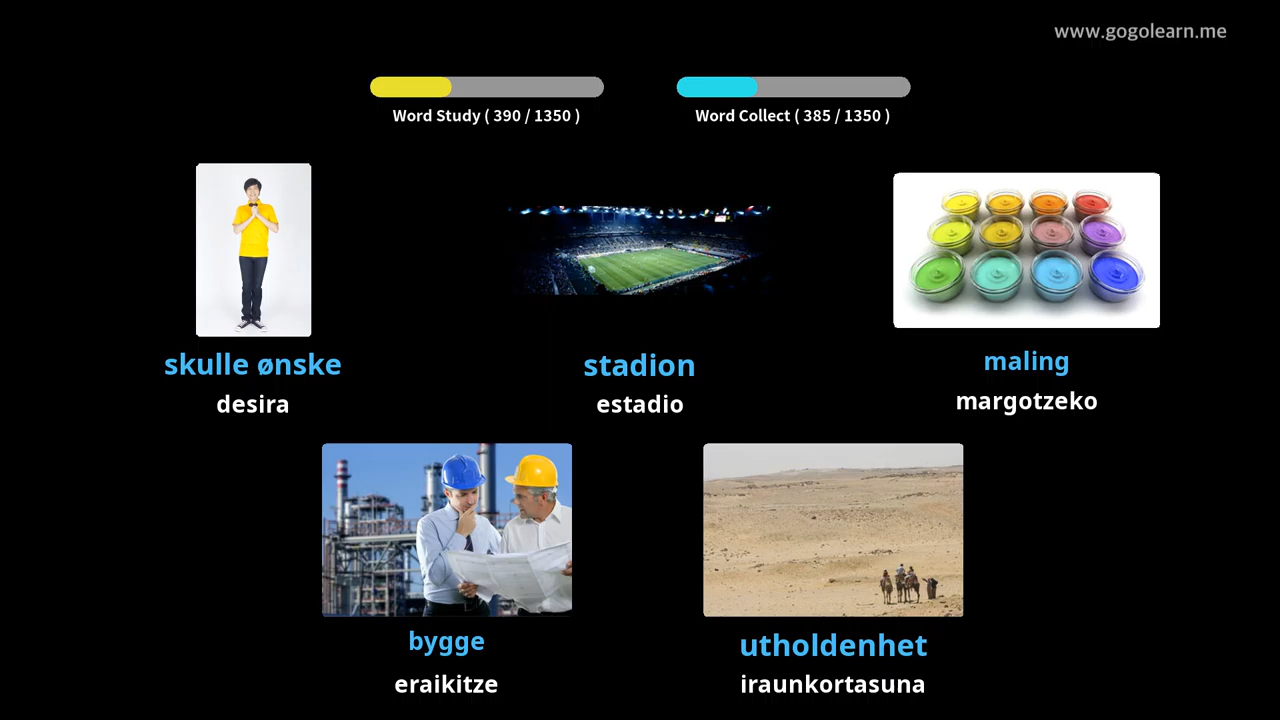 www.gogolearn.me
Word Study ( 390 / 1350 )
Word Collect ( 385 / 1350 )
skulle ønske
desira
stadion
estadio
maling
margotzeko
bygge
eraikitze
utholdenhet
iraunkortasuna